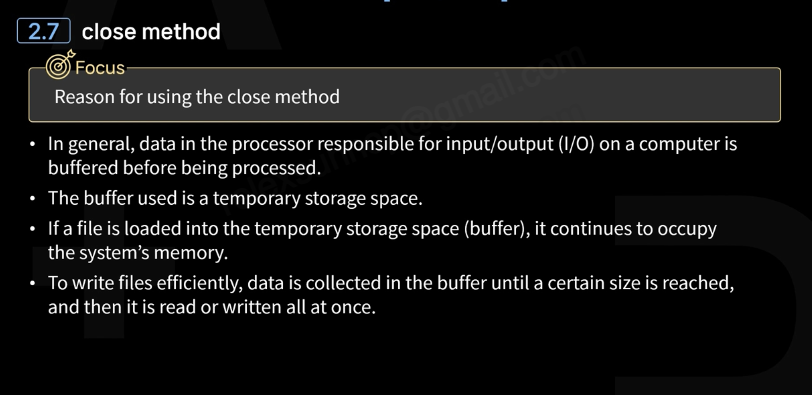 2.7 close method
Focus
Reason for using the close method
• In general, data in the processor responsible for input/output (I/O) on a computer is
buffered before being processed.
• The buffer used is a temporary storage space.
• If a file is loaded into the temporary storage space (buffer), it continues to occupy
the system’s memory.
• To write files efficiently, data is collected in the buffer until a certain size is reached,
and then it is read or written all at once.